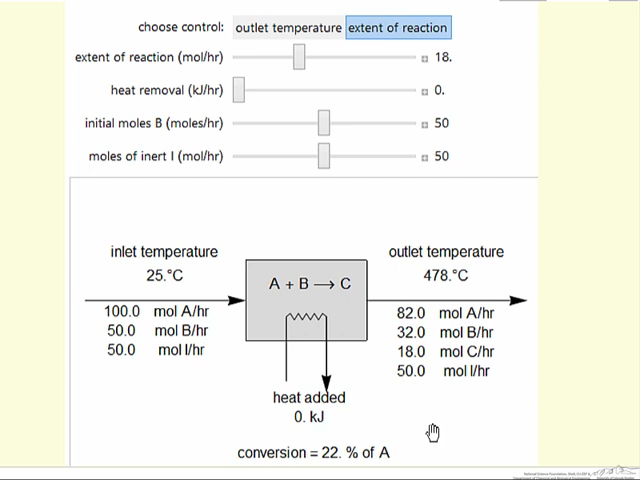 choose control: outlet temperature extent of reaction
extent of reaction (mol/hr) 18.
heat removal (kJ/hr) 0.
initial moles B (moles/hr) 50
moles of inert I (mol/hr) 50
inlet temperature
25.°C
outlet temperature
478.°C
A + B → C
100.0 mol A/hr
50.0 mol B/hr
50.0 mol I/hr
82.0 mol A/hr
32.0 mol B/hr
18.0 mol C/hr
50.0 mol I/hr
heat added
0. kJ
conversion = 22. % of A